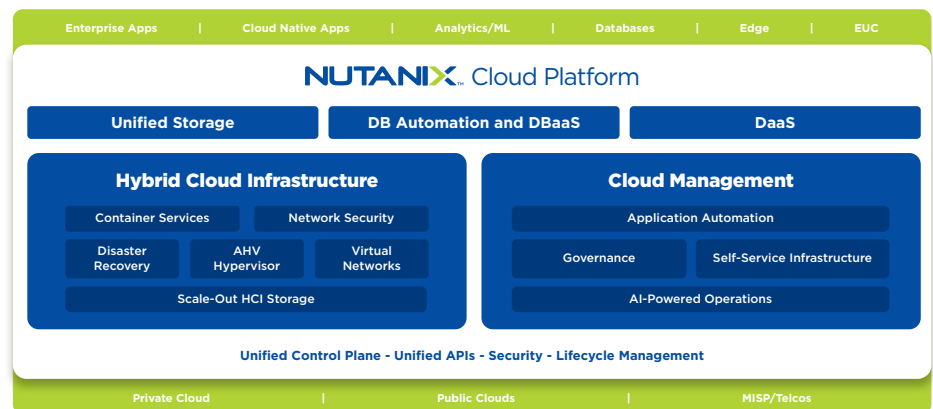 Enterprise Apps | Cloud Native Apps | Analytics/ML | Databases | Edge | EUC
NUTANIX™ Cloud Platform
Unified Storage
DB Automation and DBaaS
DaaS
Hybrid Cloud Infrastructure
Container Services
Network Security
Disaster
Recovery
AHV
Hypervisor
Virtual
Networks
Scale-Out HCI Storage
Cloud Management
Application Automation
Governance
Self-Service Infrastructure
AI-Powered Operations
Unified Control Plane - Unified APIs - Security - Lifecycle Management
Private Cloud | Public Clouds | MISP/Telcos